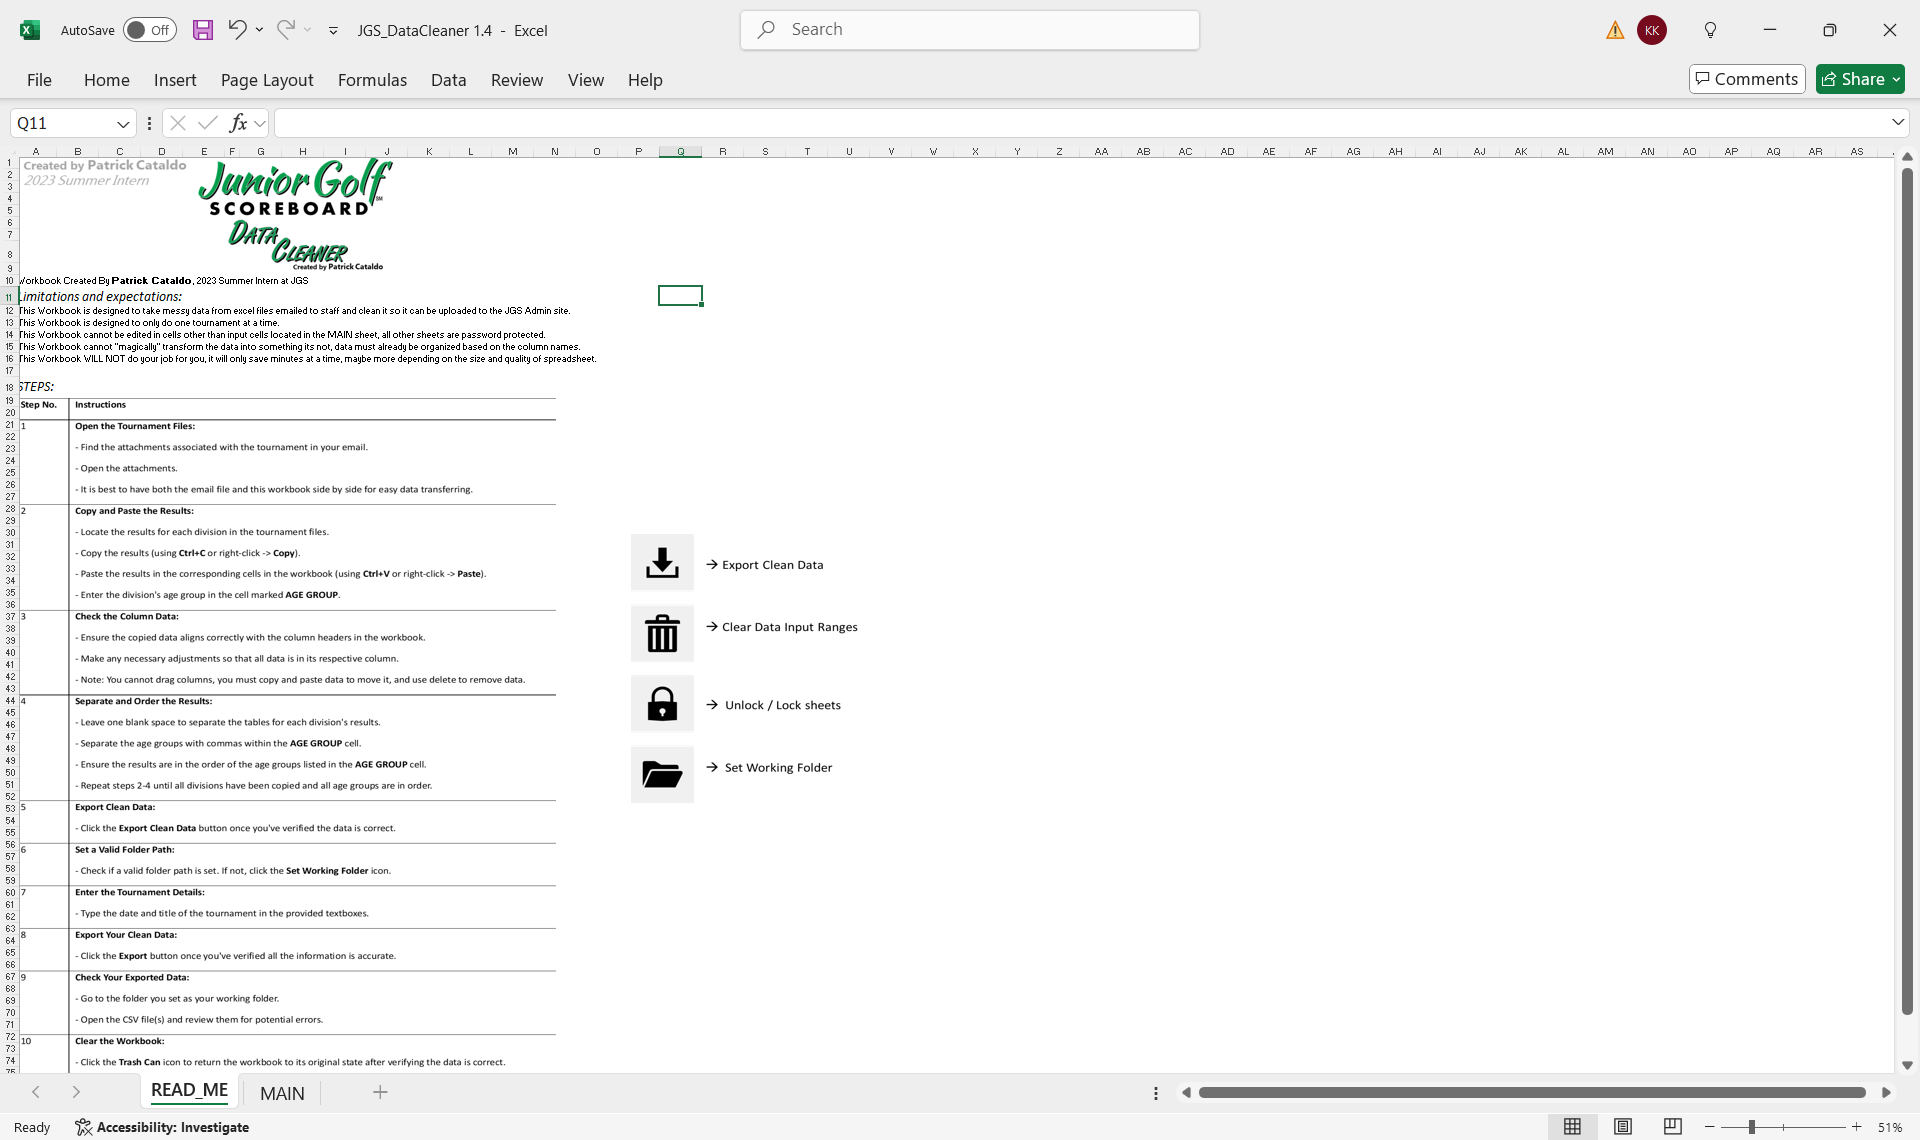 AutoSave Off JGS_DataCleaner 1.4 - Excel Search KK
File Home Insert Page Layout Formulas Data Review View Help Comments Share
Q11 fx
A B C D E F G H I J K L M N O P Q R S T U V W X Y Z AA AB AC AD AE AF AG AH AI AJ AK AL AM AN AO AP AQ AR AS
Created by Patrick Cataldo
2023 Summer Intern
Junior Golf
SCOREBOARD
DATA
CLEANER
Created by Patrick Cataldo
Workbook Created By Patrick Cataldo, 2023 Summer Intern at JGS
Limitations and expectations:
This Workbook is designed to take messy data from excel files emailed to staff and clean it so it can be uploaded to the JGS Admin site.
This Workbook is designed to only do one tournament at a time.
This Workbook cannot be edited in cells other than input cells located in the MAIN sheet, all other sheets are password protected.
This Workbook cannot "magically" transform the data into something its not, data must already be organized based on the column names.
This Workbook WILL NOT do your job for you, it will only save minutes at a time, maybe more depending on the size and quality of spreadsheet.
STEPS:
Step No. Instructions
1 Open the Tournament Files:
- Find the attachments associated with the tournament in your email.
- Open the attachments.
- It is best to have both the email file and this workbook side by side for easy data transferring.
2 Copy and Paste the Results:
- Locate the results for each division in the tournament files.
- Copy the results (using Ctrl+C or right-click -> Copy).
- Paste the results in the corresponding cells in the workbook (using Ctrl+V or right-click -> Paste).
- Enter the division's age group in the cell marked AGE GROUP.
3 Check the Column Data:
- Ensure the copied data aligns correctly with the column headers in the workbook.
- Make any necessary adjustments so that all data is in its respective column.
- Note: You cannot drag columns, you must copy and paste data to move it, and use delete to remove data.
4 Separate and Order the Results:
- Leave one blank space to separate the tables for each division's results.
- Separate the age groups with commas within the AGE GROUP cell.
- Ensure the results are in the order of the age groups listed in the AGE GROUP cell.
- Repeat steps 2-4 until all divisions have been copied and all age groups are in order.
5 Export Clean Data:
- Click the Export Clean Data button once you've verified the data is correct.
6 Set a Valid Folder Path:
- Check if a valid folder path is set. If not, click the Set Working Folder icon.
7 Enter the Tournament Details:
- Type the date and title of the tournament in the provided textboxes.
8 Export Your Clean Data:
- Click the Export button once you've verified all the information is accurate.
9 Check Your Exported Data:
- Go to the folder you set as your working folder.
- Open the CSV file(s) and review them for potential errors.
10 Clear the Workbook:
- Click the Trash Can icon to return the workbook to its original state after verifying the data is correct.
→ Export Clean Data
→ Clear Data Input Ranges
→ Unlock / Lock sheets
→ Set Working Folder
READ_ME MAIN
Ready Accessibility: Investigate 51%